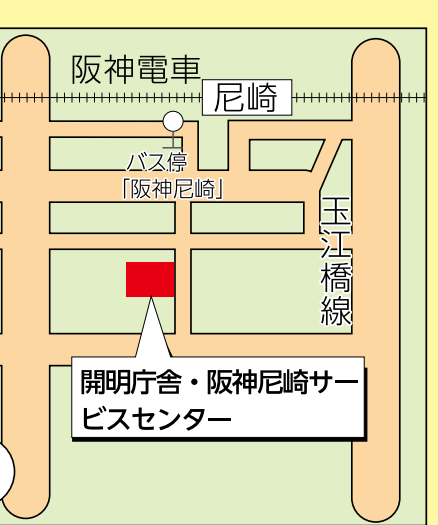 阪神電車
尼崎
バス停
「阪神尼崎」
玉江橋線
開明庁舎・阪神尼崎サー
ビスセンター